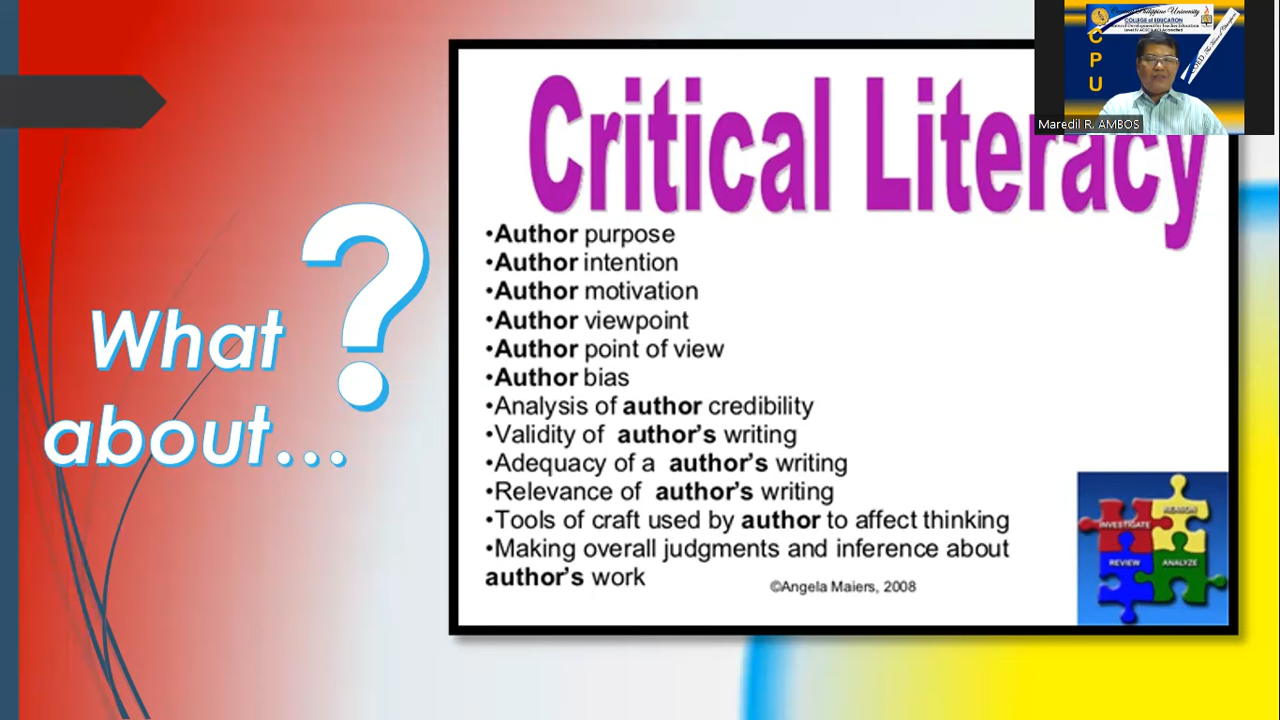 What
about...
?
Critical Literacy
•Author purpose
•Author intention
•Author motivation
•Author viewpoint
•Author point of view
•Author bias
•Analysis of author credibility
•Validity of author's writing
•Adequacy of a author's writing
•Relevance of author's writing
•Tools of craft used by author to affect thinking
•Making overall judgments and inference about
author's work
©Angela Maiers, 2008
INVESTIGATE
REASON
REVIEW
ANALYZE
Philippine University
COLLEGE of EDUCATION
C
P
U
Maredil R. AMBOS